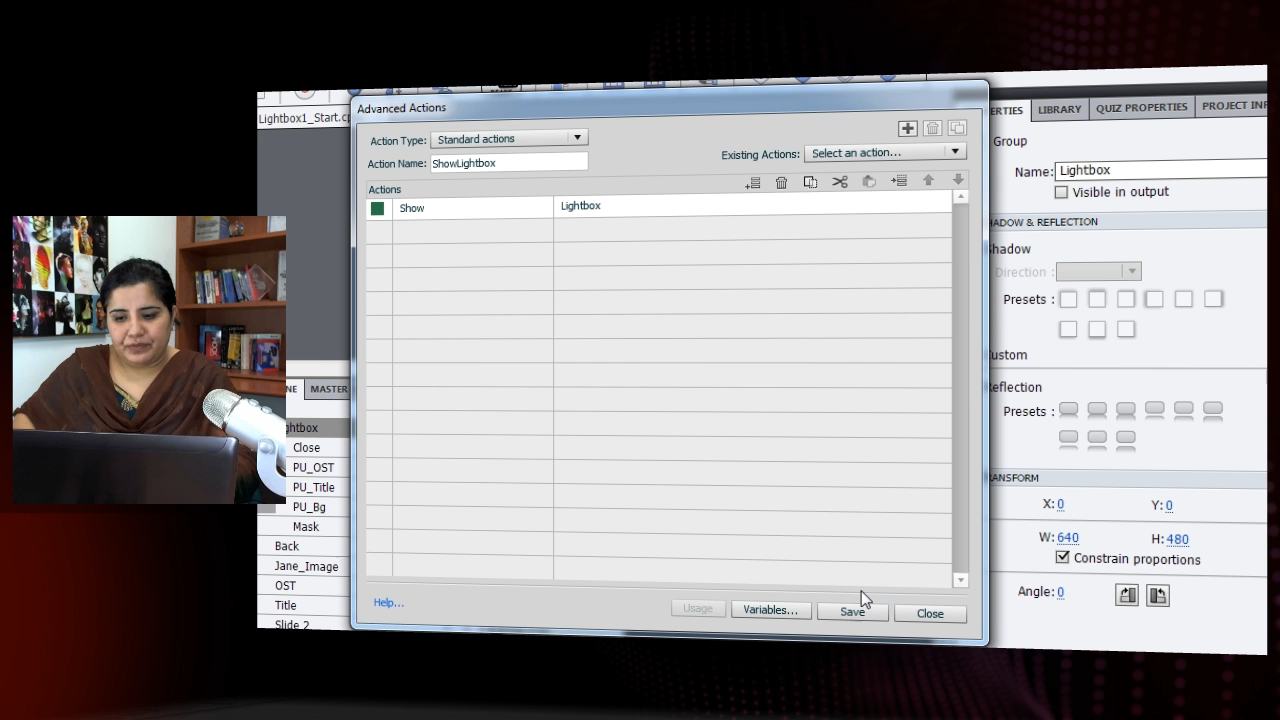 Lightbox1_Start.cp
Advanced Actions
Action Type: Standard actions
Action Name: ShowLightbox
Existing Actions: Select an action...
Actions
Show Lightbox
Help...
Usage Variables... Save Close
ERTIES LIBRARY QUIZ PROPERTIES PROJECT INF
Group
Name: Lightbox
Visible in output
HADOW & REFLECTION
hadow
Direction :
Presets :
ustom
eflection
Presets :
RANSFORM
X: 0 Y: 0
W: 640 H: 480
Constrain proportions
Angle: 0
NE MASTER
ghtbox
Close
PU_OST
PU_Title
PU_Bg
Mask
Back
Jane_Image
OST
Title
Slide 2